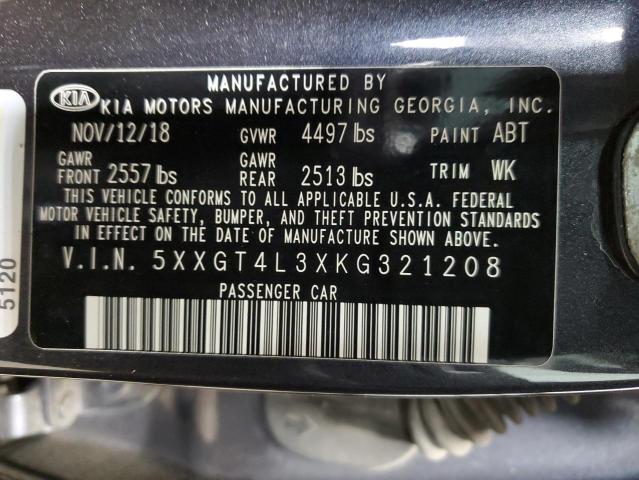 MANUFACTURED BY
KIA KIA MOTORS MANUFACTURING GEORGIA, INC.
NOV/12/18 GVWR 4497 lbs PAINT ABT
GAWR FRONT 2557 lbs GAWR REAR 2513 lbs TRIM WK
THIS VEHICLE CONFORMS TO ALL APPLICABLE U.S.A. FEDERAL
MOTOR VEHICLE SAFETY, BUMPER, AND THEFT PREVENTION STANDARDS
IN EFFECT ON THE DATE OF MANUFACTURE SHOWN ABOVE.
V.I.N. 5XXGT4L3XKG321208
PASSENGER CAR
5120